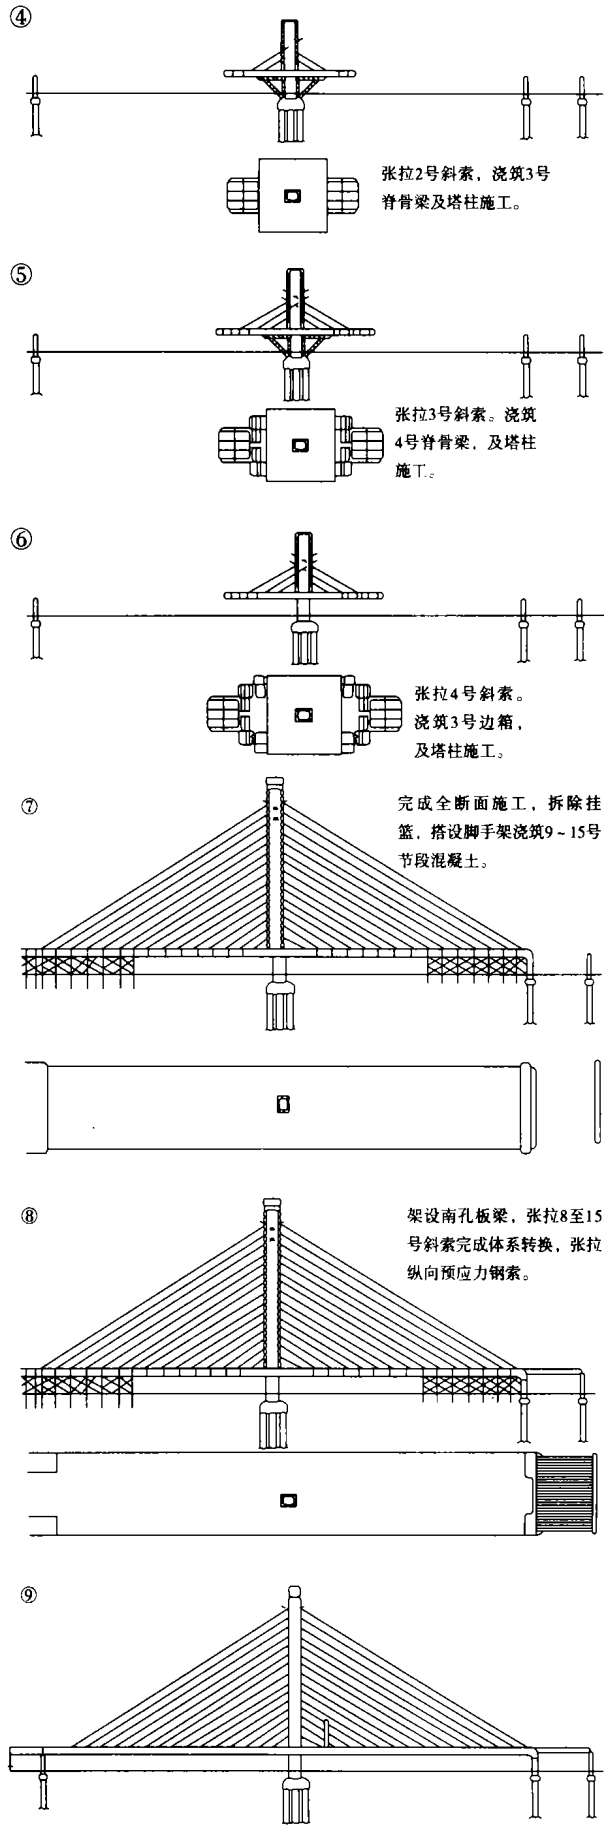 ④
张拉2号斜索，浇筑3号
脊骨梁及塔柱施工。
⑤
张拉3号斜索。浇筑
4号脊骨梁，及塔柱
施工。
⑥
张拉4号斜索。
浇筑3号边箱，
及塔柱施工。
⑦
完成全断面施工，拆除挂
篮，搭设脚手架浇筑9~15号
节段混凝土。
⑧
架设南孔板梁，张拉8至15
号斜索完成体系转换，张拉
纵向预应力钢索。
⑨